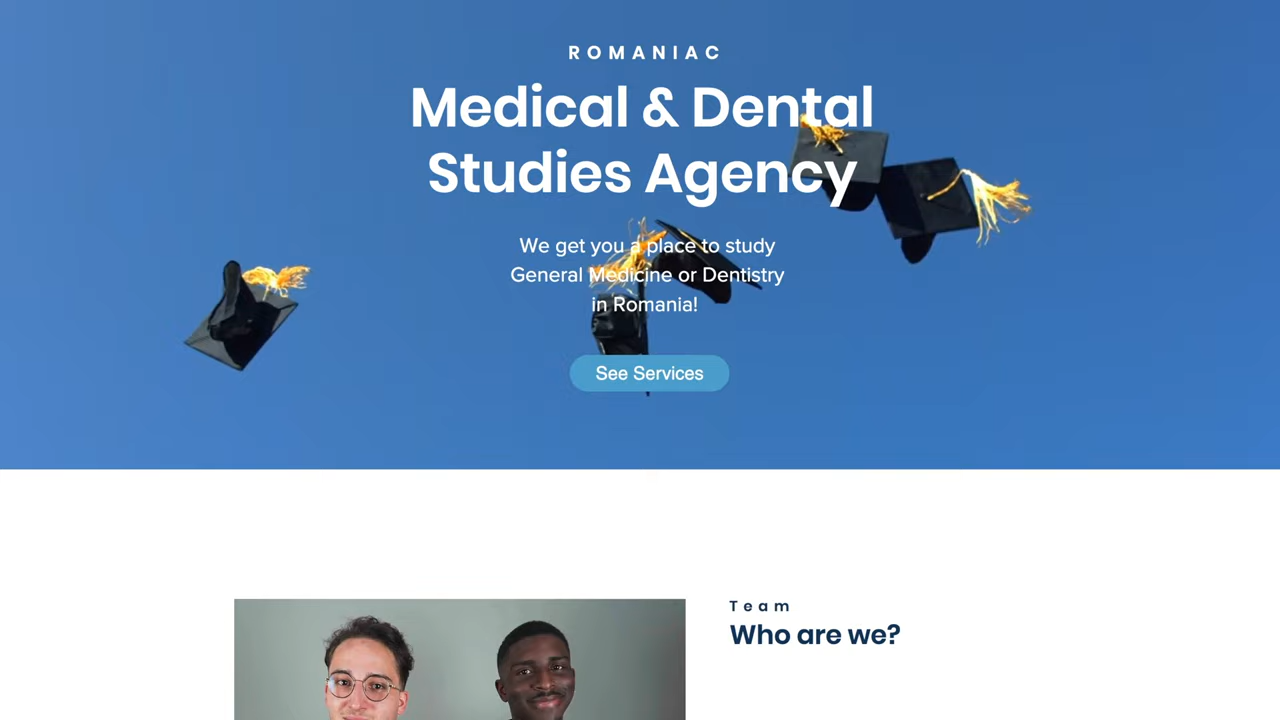 ROMANIAC
Medical & Dental
Studies Agency
We get you a place to study
General Medicine or Dentistry
in Romania!
See Services
Team
Who are we?